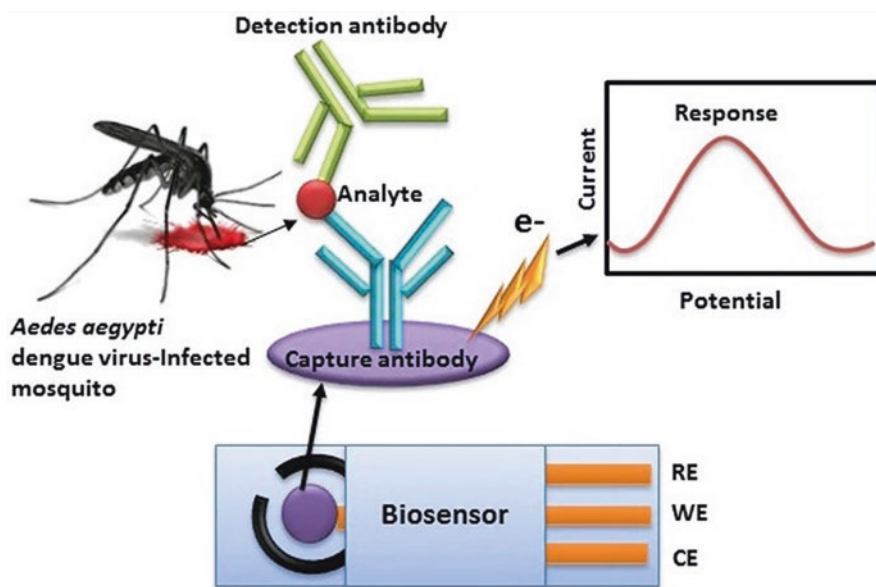 Detection antibody
Analyte
e-
Response
Current
Potential
Aedes aegypti
dengue virus-Infected
mosquito
Capture antibody
Biosensor
RE
WE
CE